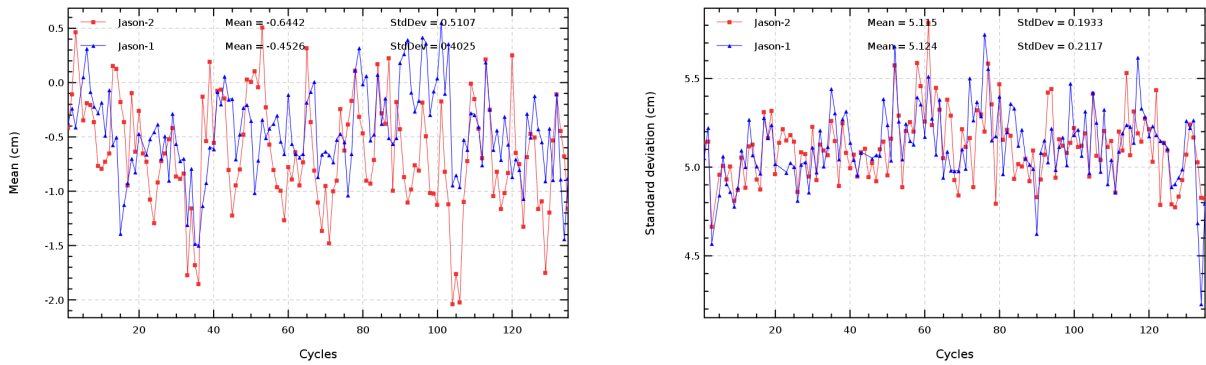 Jason-2 Mean = -0.6442 StdDev = 0.5107
Jason-1 Mean = -0.4526 StdDev = 0.4025
0.5
0.0
-0.5
-1.0
-1.5
-2.0
Mean (cm)
20 40 60 80 100 120
Cycles
Jason-2 Mean = 5.115 StdDev = 0.1933
Jason-1 Mean = 5.124 StdDev = 0.2117
5.5
5.0
4.5
Standard deviation (cm)
20 40 60 80 100 120
Cycles